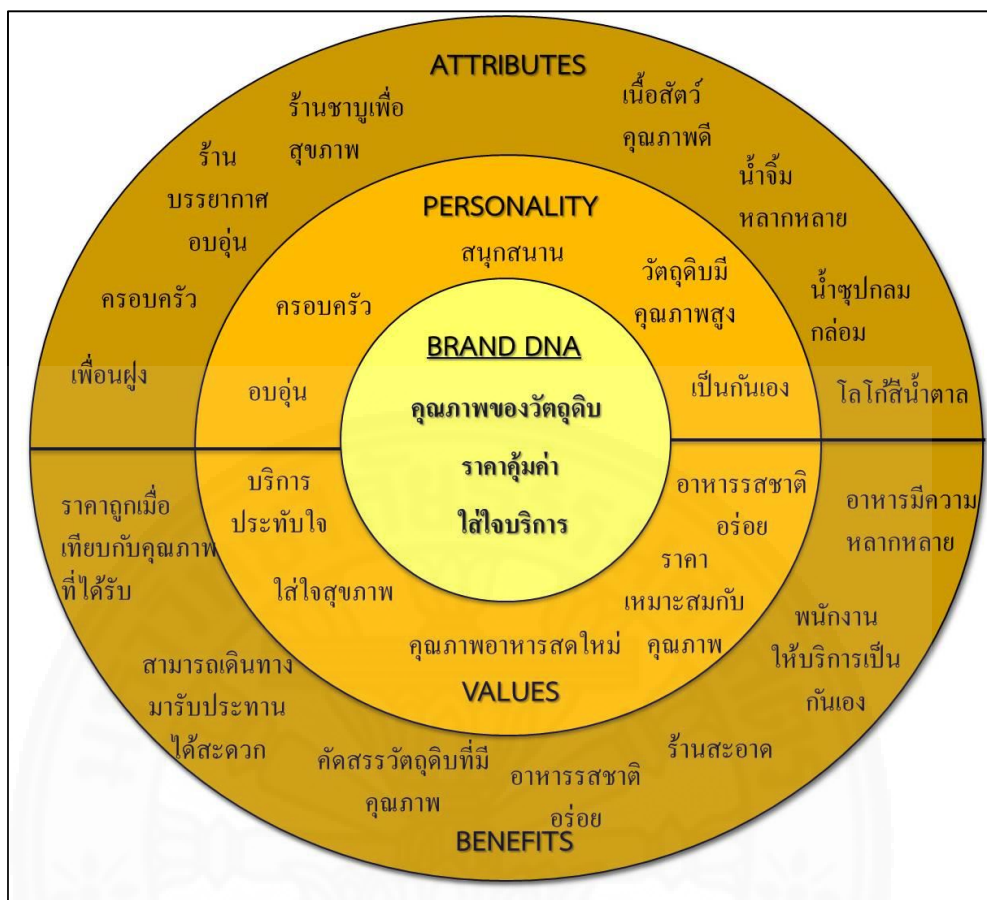 ATTRIBUTES
ร้านชาบูเพื่อ
สุขภาพ
เนื้อสัตว์
คุณภาพดี
ร้าน
บรรยากาศ
อบอุ่น
น้ำจิ้ม
หลากหลาย
ครอบครัว
น้ำซุปกลม
กล่อม
เพื่อนฝูง
โลโก้สีน้ำตาล
PERSONALITY
สนุกสนาน
ครอบครัว
วัตถุดิบมี
คุณภาพสูง
อบอุ่น
เป็นกันเอง
BRAND DNA
คุณภาพของวัตถุดิบ
ราคาคุ้มค่า
ใส่ใจบริการ
บริการ
ประทับใจ
อาหารรสชาติ
อร่อย
ใส่ใจสุขภาพ
ราคา
เหมาะสมกับ
คุณภาพ
คุณภาพอาหารสดใหม่
VALUES
ราคาถูกเมื่อ
เทียบกับคุณภาพ
ที่ได้รับ
อาหารมีความ
หลากหลาย
สามารถเดินทาง
มารับประทาน
ได้สะดวก
พนักงาน
ให้บริการเป็น
กันเอง
คัดสรรวัตถุดิบที่มี
คุณภาพ
อาหารรสชาติ
อร่อย
ร้านสะอาด
BENEFITS